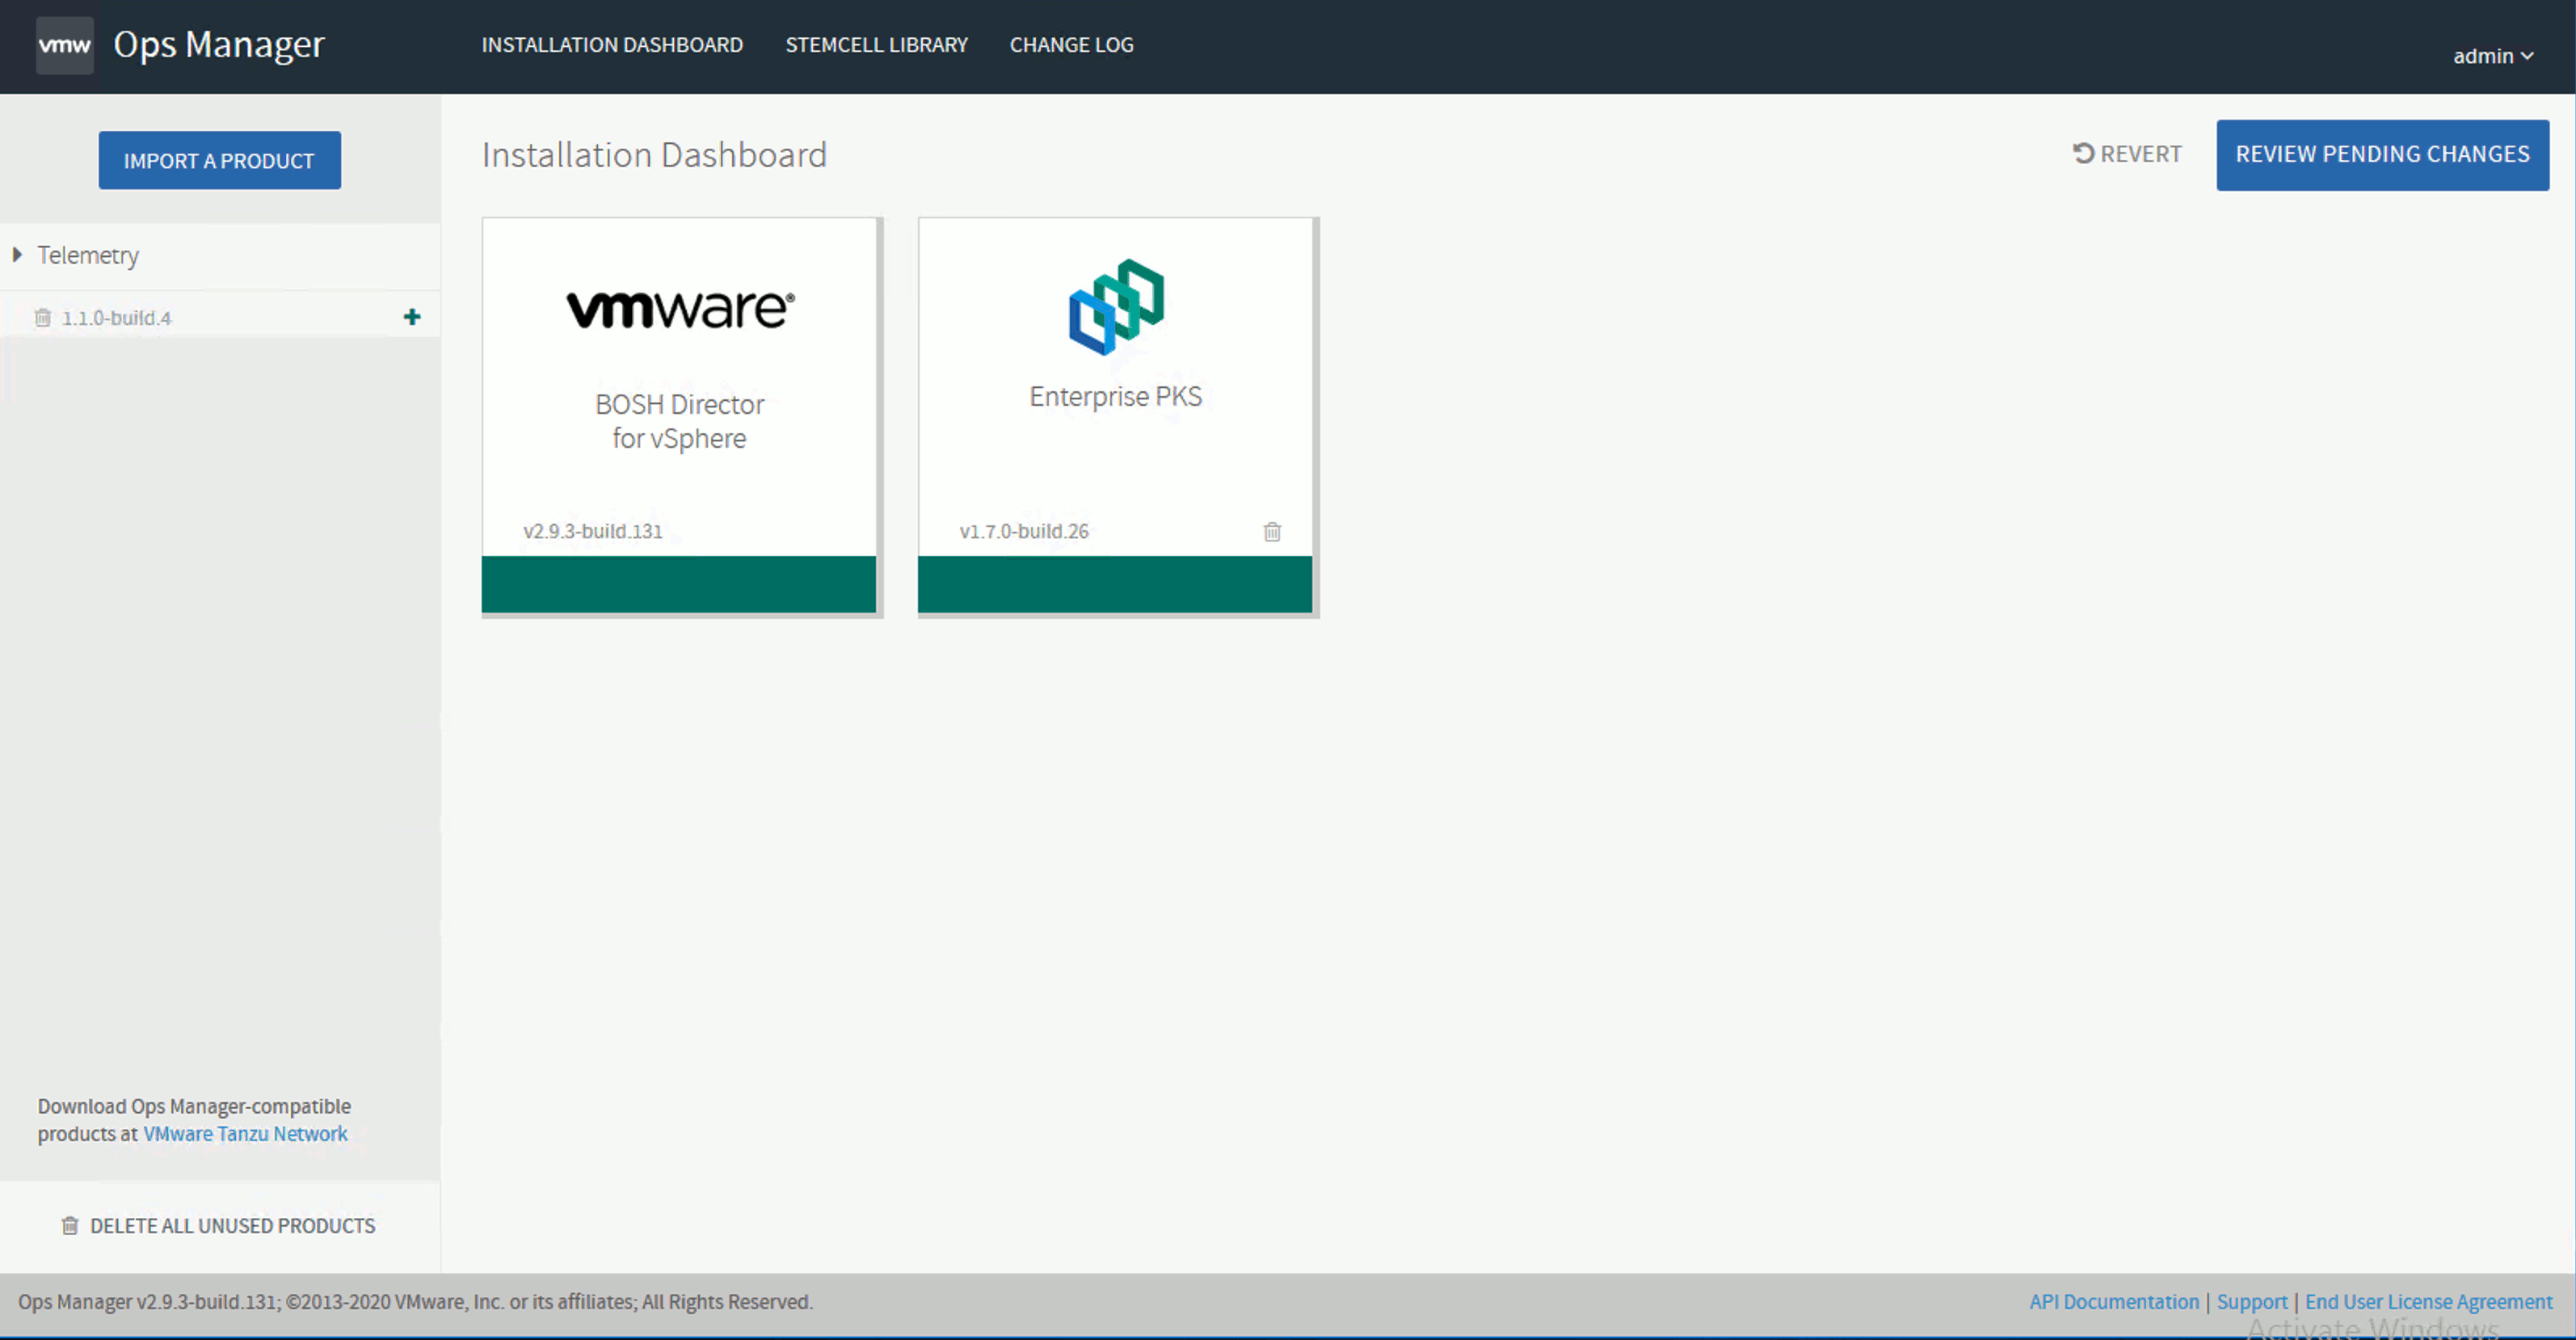 vmw Ops Manager INSTALLATION DASHBOARD STEMCELL LIBRARY CHANGE LOG admin
IMPORT A PRODUCT
Telemetry
1.1.0-build.4
Installation Dashboard
REVERT
REVIEW PENDING CHANGES
vmware®
BOSH Director
for vSphere
v2.9.3-build.131
Enterprise PKS
v1.7.0-build.26
Download Ops Manager-compatible
products at VMware Tanzu Network
DELETE ALL UNUSED PRODUCTS
Ops Manager v2.9.3-build.131; ©2013-2020 VMware, Inc. or its affiliates; All Rights Reserved.
API Documentation | Support | End User License Agreement
Activate Windows